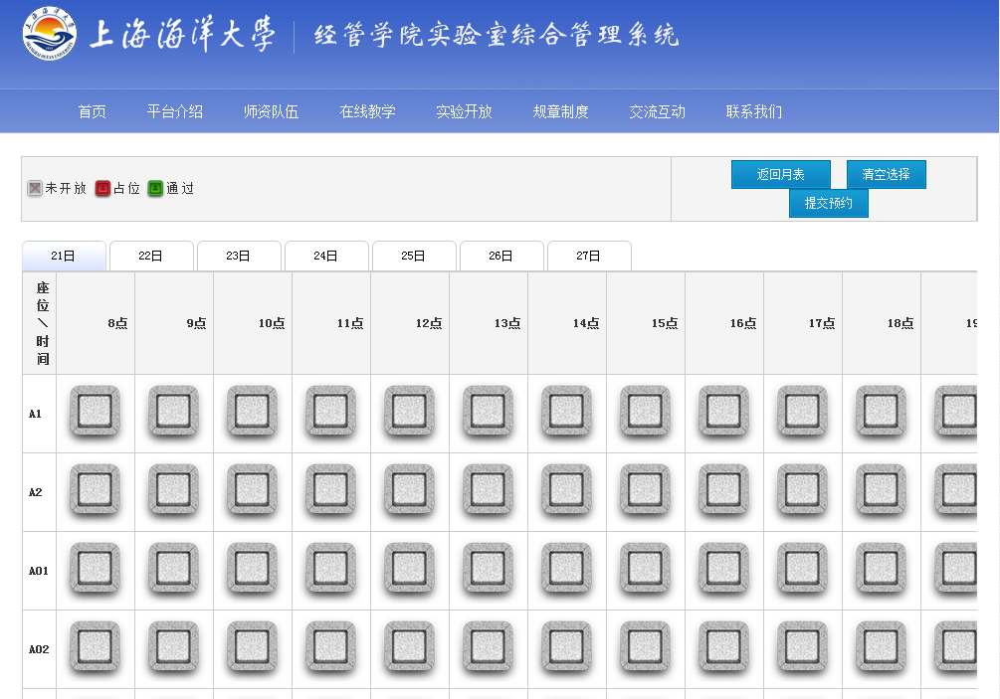 上海海洋大学 经管学院实验室综合管理系统
首页 平台介绍 师资队伍 在线教学 实验开放 规章制度 交流互动 联系我们
未开放 占位 通过
返回月表 清空选择
提交预约
21日 22日 23日 24日 25日 26日 27日
座位\时间 8点 9点 10点 11点 12点 13点 14点 15点 16点 17点 18点
A1
A2
A01
A02